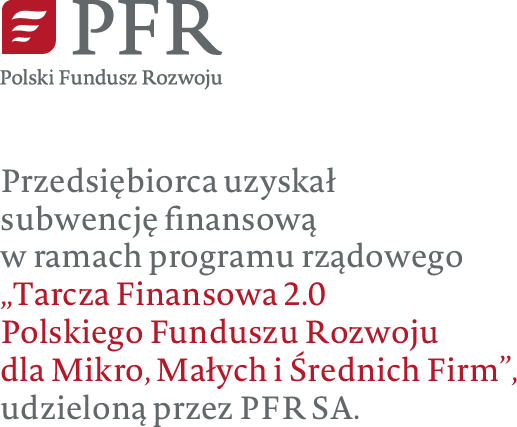 PFR
Polski Fundusz Rozwoju
Przedsiębiorca uzyskał
subwencję finansową
w ramach programu rządowego
„Tarcza Finansowa 2.0
Polskiego Funduszu Rozwoju
dla Mikro, Małych i Średnich Firm”,
udzieloną przez PFR SA.